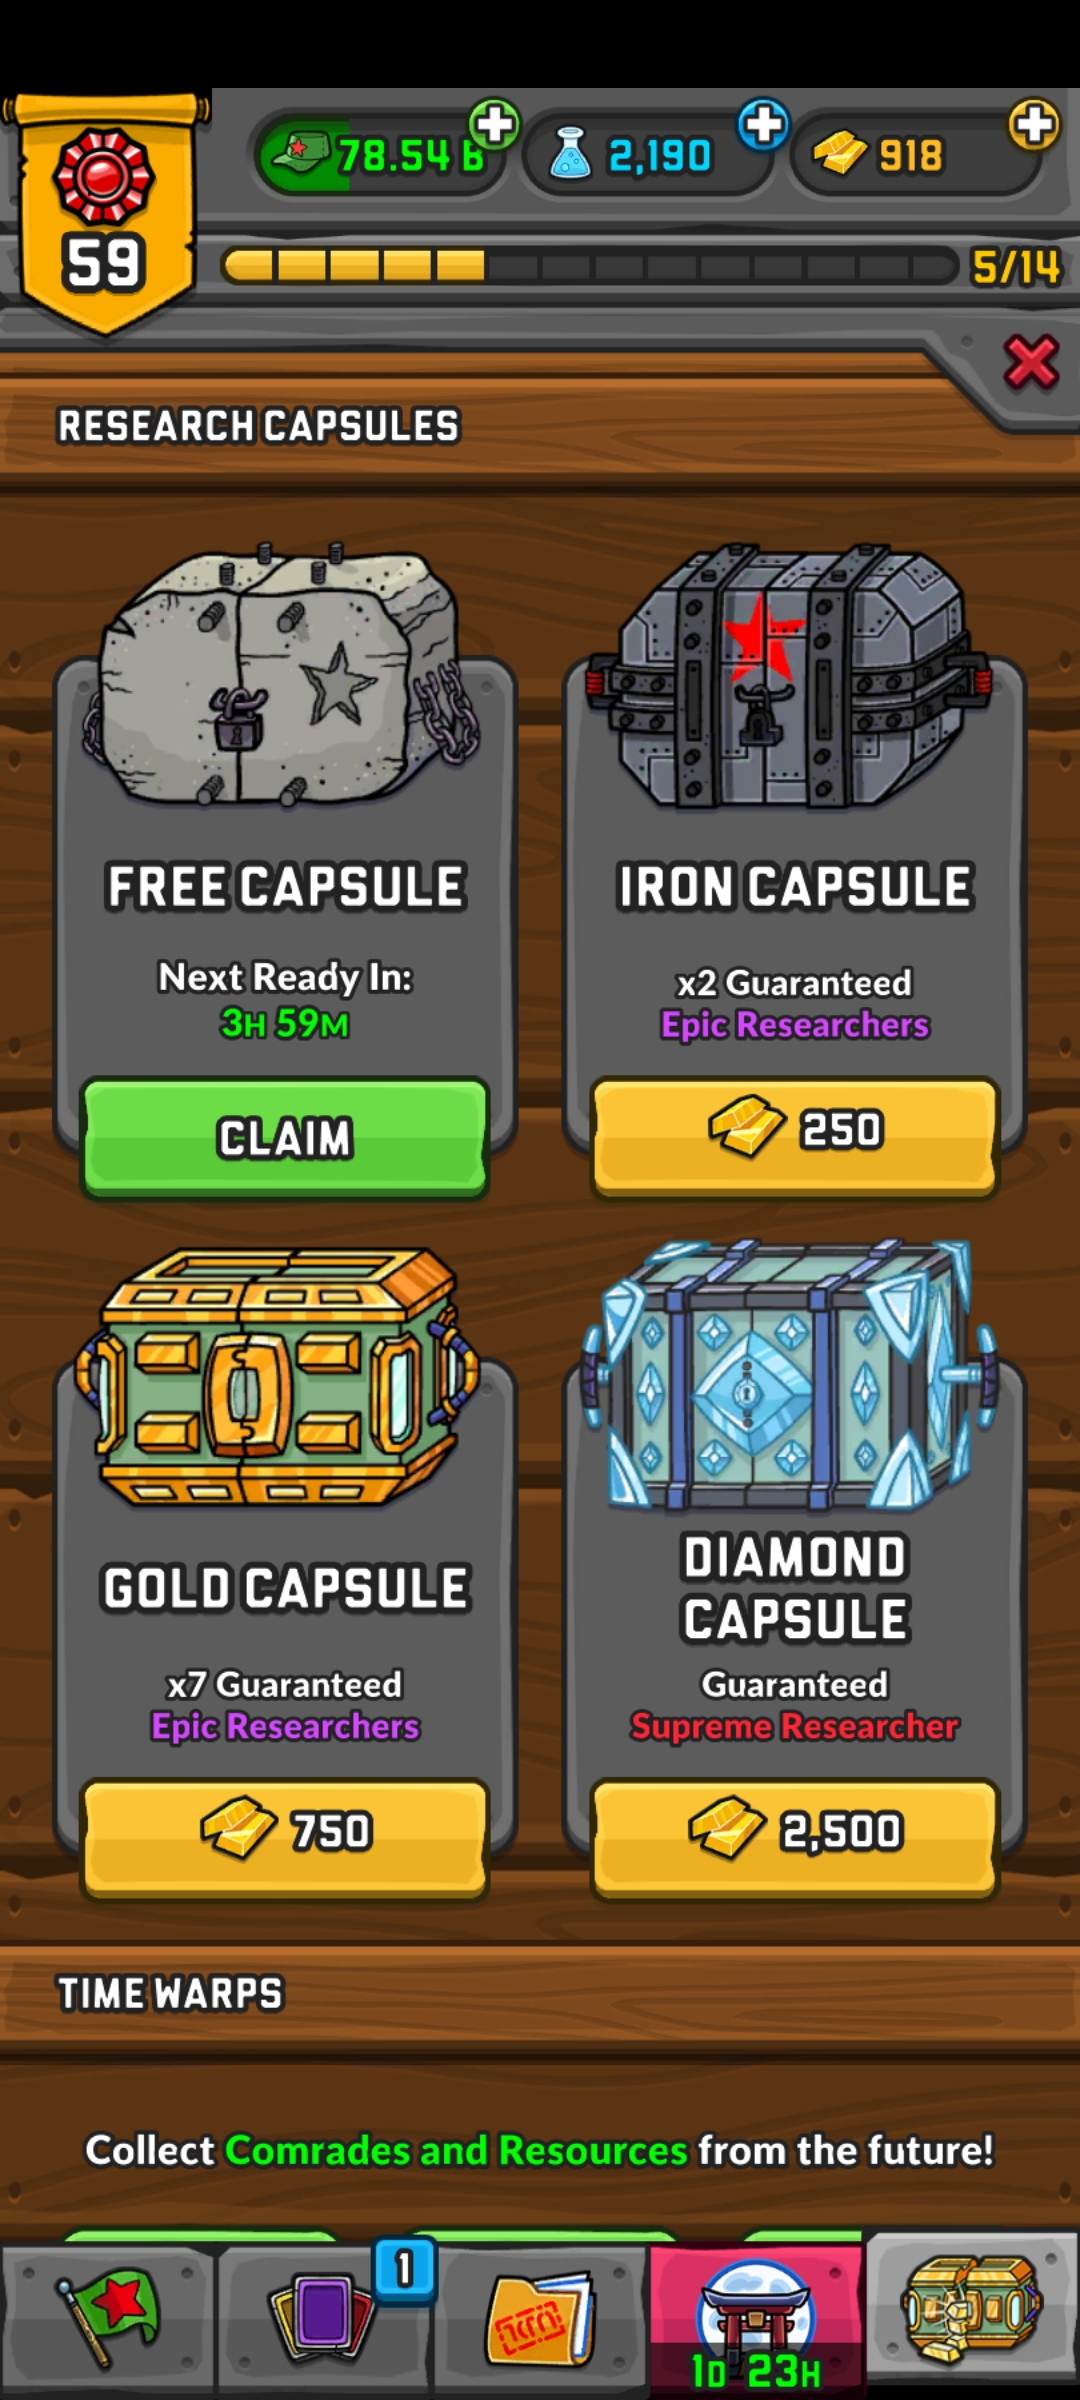 78.54 B
2,190
918
59
5/14
RESEARCH CAPSULES
FREE CAPSULE
Next Ready In:
3H 59M
CLAIM
IRON CAPSULE
x2 Guaranteed
Epic Researchers
250
GOLD CAPSULE
x7 Guaranteed
Epic Researchers
750
DIAMOND
CAPSULE
Guaranteed
Supreme Researcher
2,500
TIME WARPS
Collect Comrades and Resources from the future!
1
1D 23H